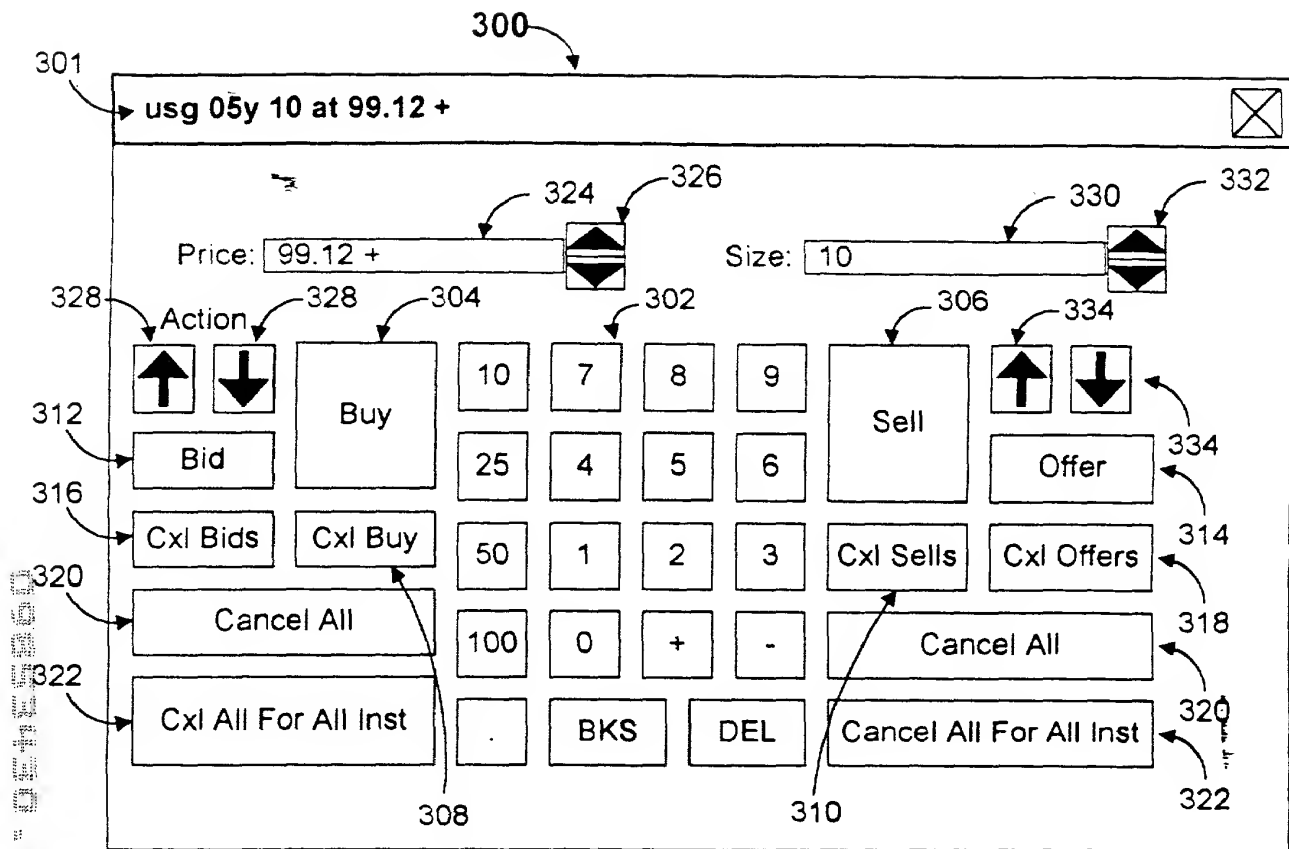 300
301
usg 05y 10 at 99.12 +
324
326
330
332
Price: 99.12 +
Size: 10
328
Action
328
304
302
306
334
10 7 8 9
Buy
Sell
334
312
Bid
25 4 5 6
Offer
314
316
Cxl Bids
Cxl Buy
50 1 2 3
Cxl Sells
Cxl Offers
318
320
Cancel All
100 0 + -
Cancel All
320
322
Cxl All For All Inst
. BKS DEL
Cancel All For All Inst
322
308
310